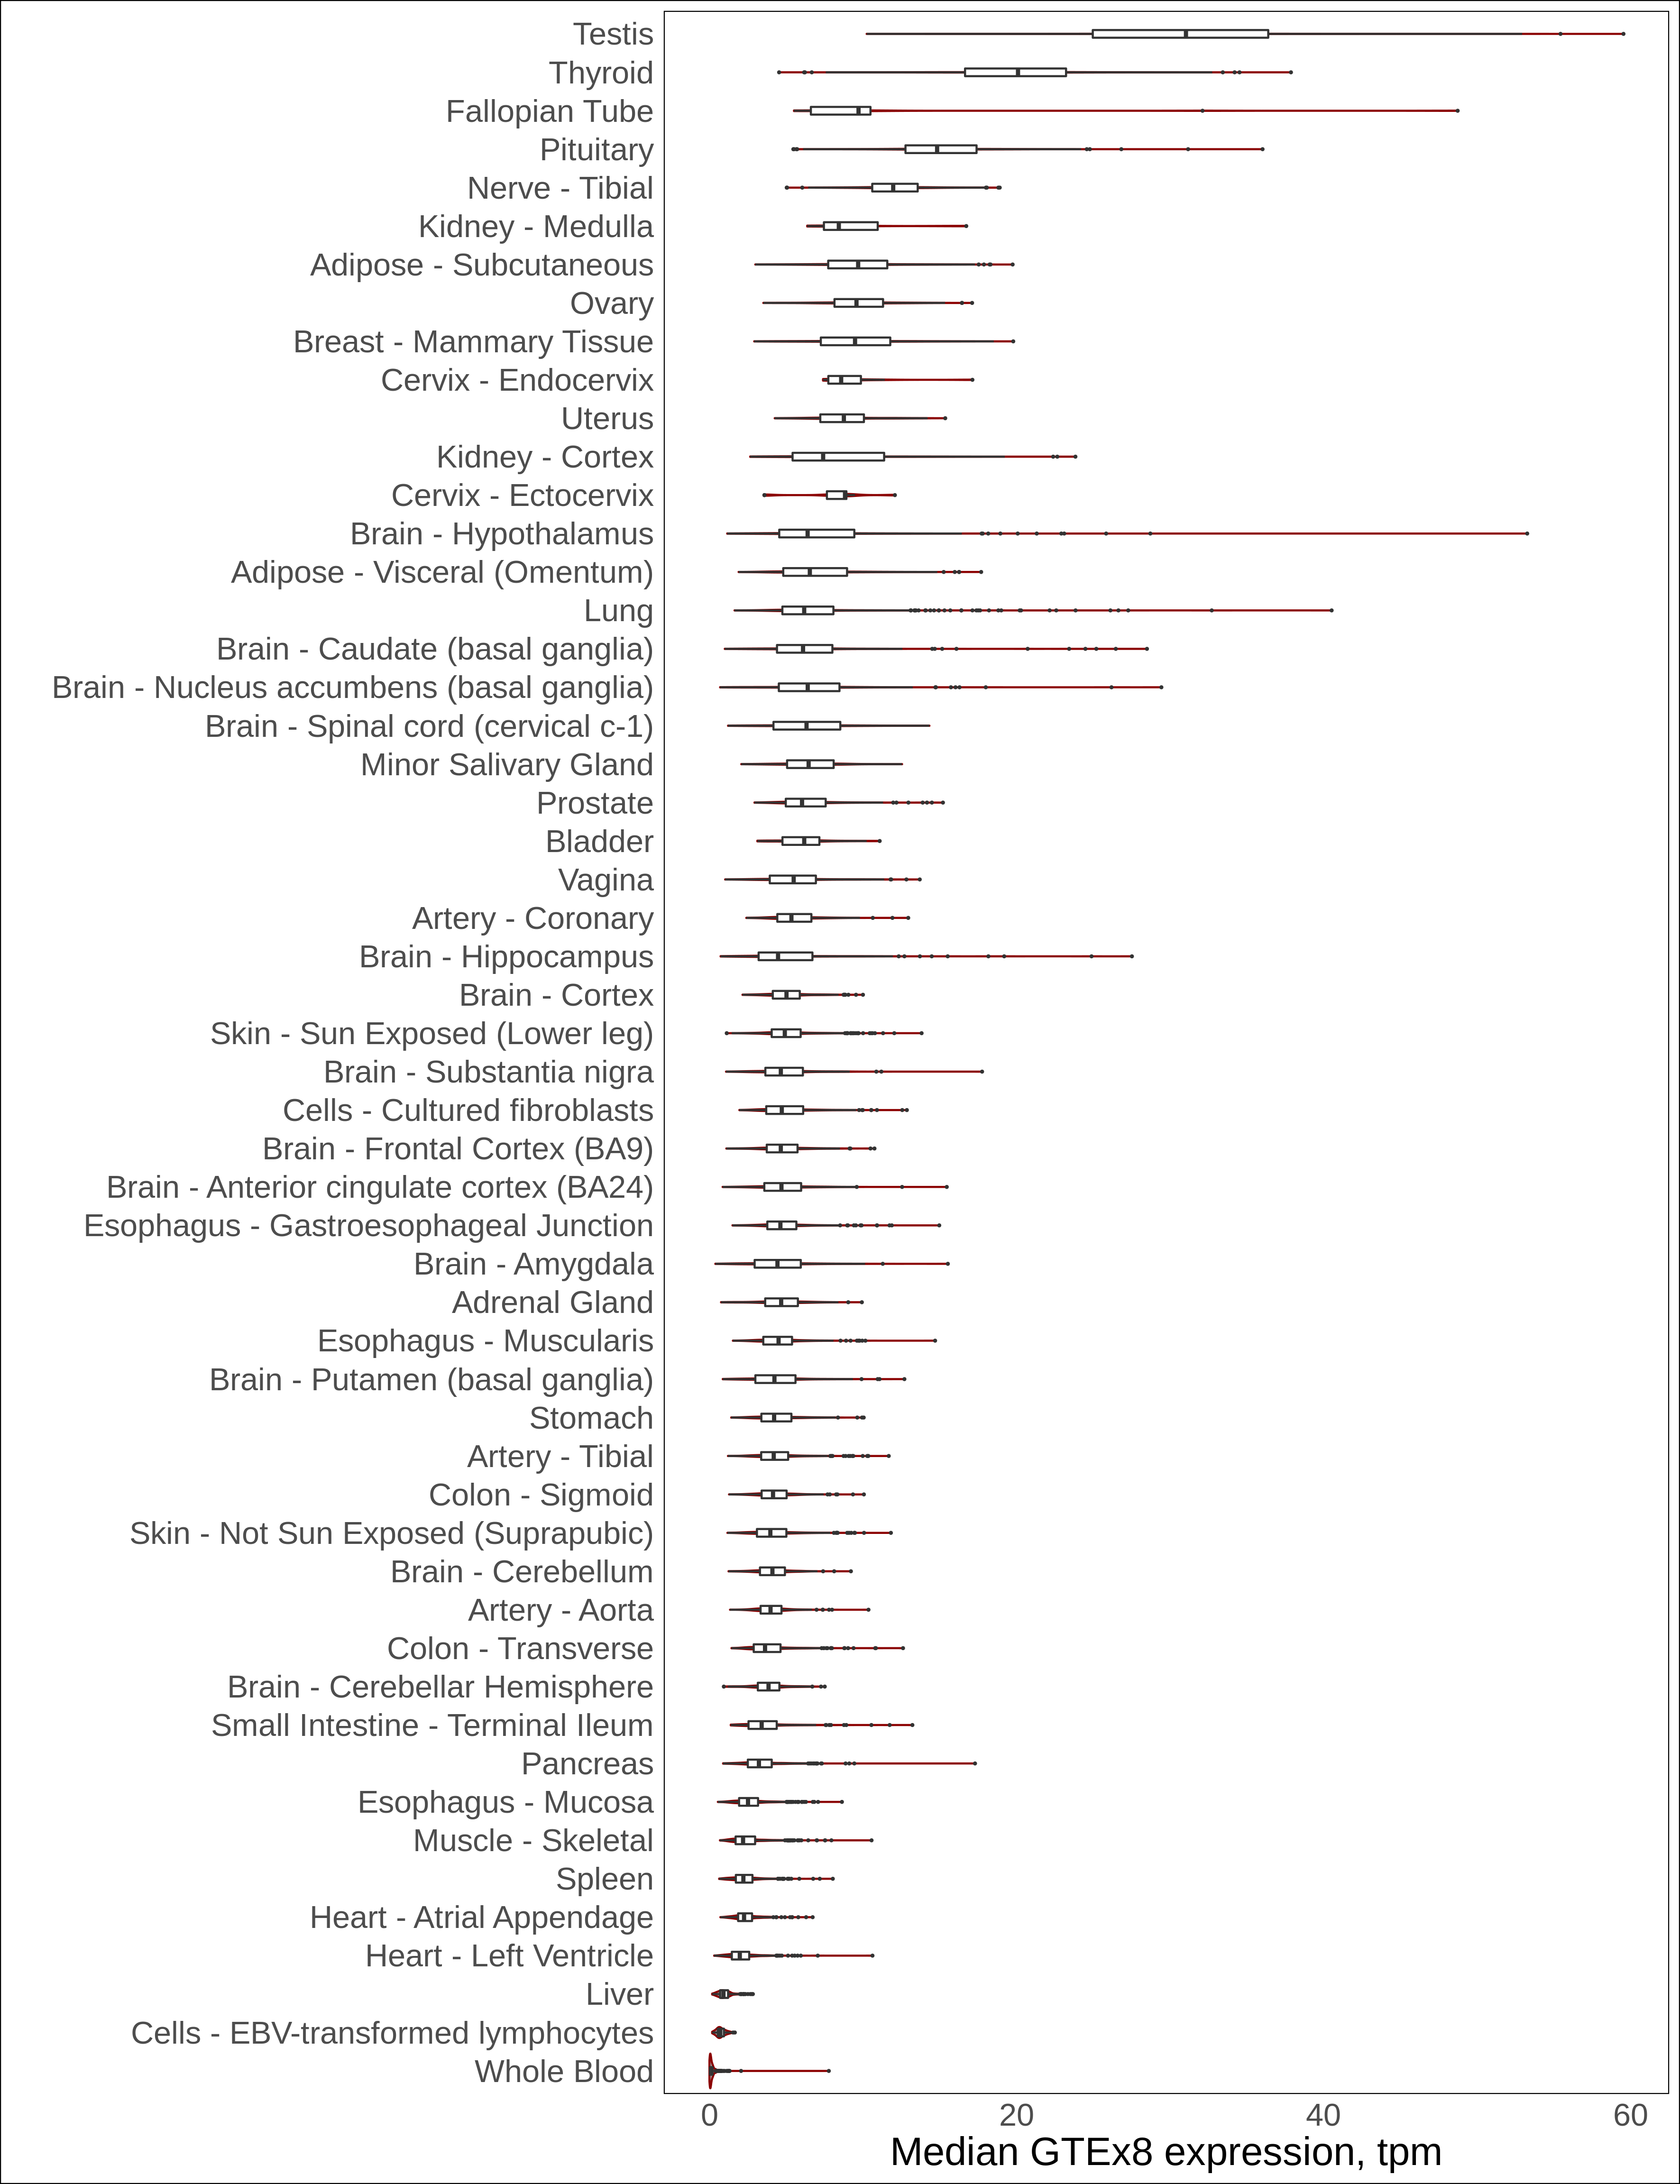 Testis
Thyroid
Fallopian Tube
Pituitary
Nerve - Tibial
Kidney - Medulla
Adipose - Subcutaneous
Ovary
Breast - Mammary Tissue
Cervix - Endocervix
Uterus
Kidney - Cortex
Cervix - Ectocervix
Brain - Hypothalamus
Adipose - Visceral (Omentum)
Lung
Brain - Caudate (basal ganglia)
Brain - Nucleus accumbens (basal ganglia)
Brain - Spinal cord (cervical c-1)
Minor Salivary Gland
Prostate
Bladder
Vagina
Artery - Coronary
Brain - Hippocampus
Brain - Cortex
Skin - Sun Exposed (Lower leg)
Brain - Substantia nigra
Cells - Cultured fibroblasts
Brain - Frontal Cortex (BA9)
Brain - Anterior cingulate cortex (BA24)
Esophagus - Gastroesophageal Junction
Brain - Amygdala
Adrenal Gland
Esophagus - Muscularis
Brain - Putamen (basal ganglia)
Stomach
Artery - Tibial
Colon - Sigmoid
Skin - Not Sun Exposed (Suprapubic)
Brain - Cerebellum
Artery - Aorta
Colon - Transverse
Brain - Cerebellar Hemisphere
Small Intestine - Terminal Ileum
Pancreas
Esophagus - Mucosa
Muscle - Skeletal
Spleen
Heart - Atrial Appendage
Heart - Left Ventricle
Liver
Cells - EBV-transformed lymphocytes
Whole Blood
0 20 40 60
Median GTEx8 expression, tpm